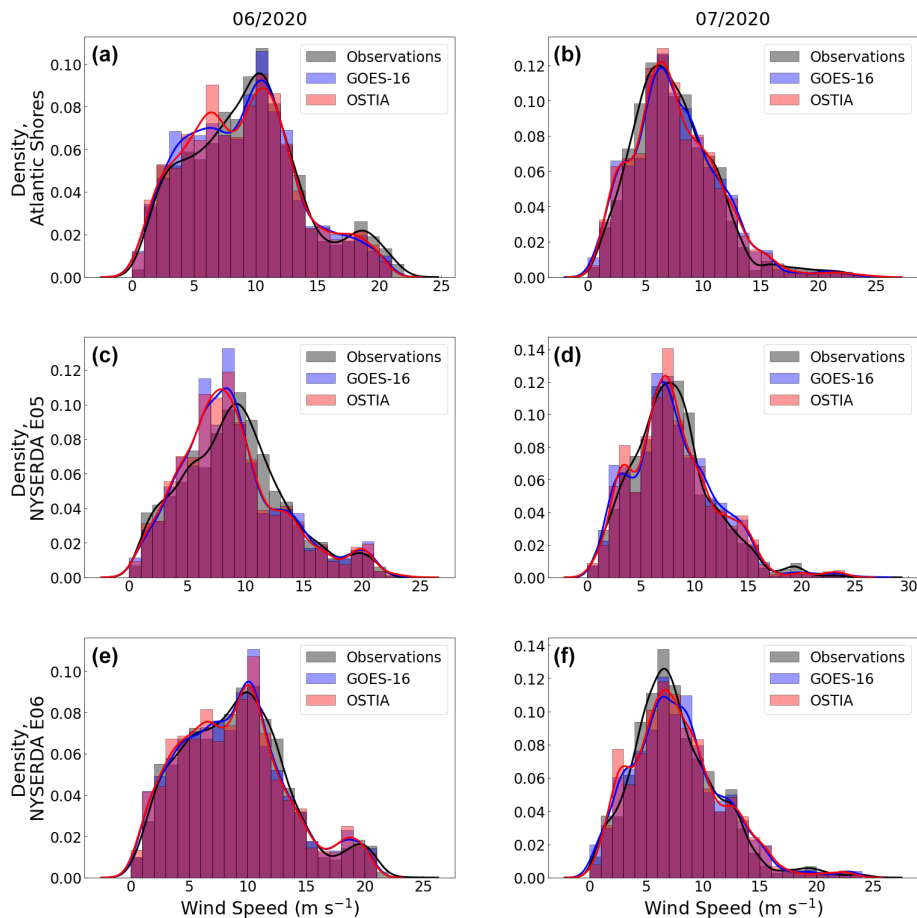 06/2020
07/2020
(a)
Observations
GOES-16
OSTIA
Density,
Atlantic Shores
0.10
0.08
0.06
0.04
0.02
0.00
0 5 10 15 20 25
(b)
Observations
GOES-16
OSTIA
0.12
0.10
0.08
0.06
0.04
0.02
0.00
0 5 10 15 20 25
(c)
Observations
GOES-16
OSTIA
Density,
NYSERDA E05
0.14
0.12
0.10
0.08
0.06
0.04
0.02
0.00
0 5 10 15 20 25
(d)
Observations
GOES-16
OSTIA
0.14
0.12
0.10
0.08
0.06
0.04
0.02
0.00
0 5 10 15 20 25 30
(e)
Observations
GOES-16
OSTIA
Density,
NYSERDA E06
0.10
0.08
0.06
0.04
0.02
0.00
0 5 10 15 20 25
Wind Speed (m s⁻¹)
(f)
Observations
GOES-16
OSTIA
0.14
0.12
0.10
0.08
0.06
0.04
0.02
0.00
0 5 10 15 20 25
Wind Speed (m s⁻¹)